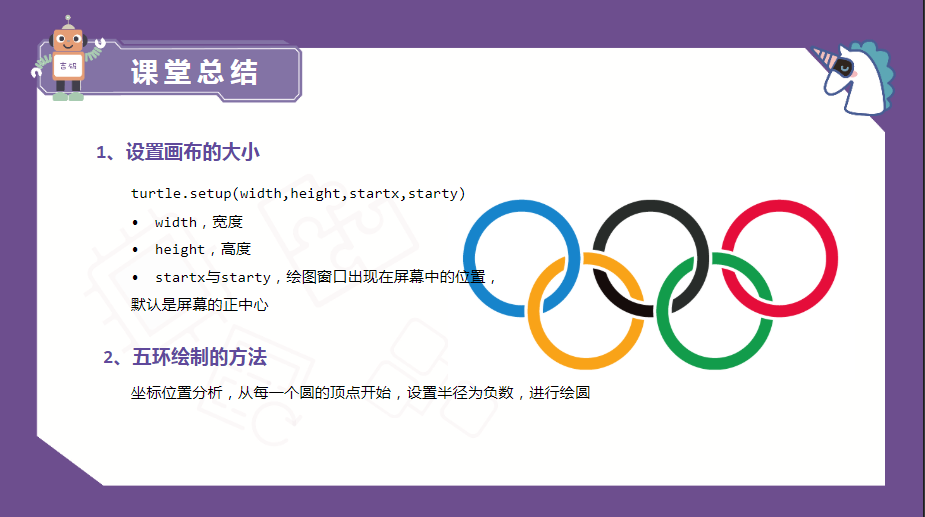 课堂总结
1、设置画布的大小
turtle.setup(width,height,startx,starty)
• width，宽度
• height，高度
• startx与starty，绘图窗口出现在屏幕中的位置，
默认是屏幕的正中心
2、五环绘制的方法
坐标位置分析，从每一个圆的顶点开始，设置半径为负数，进行绘圆